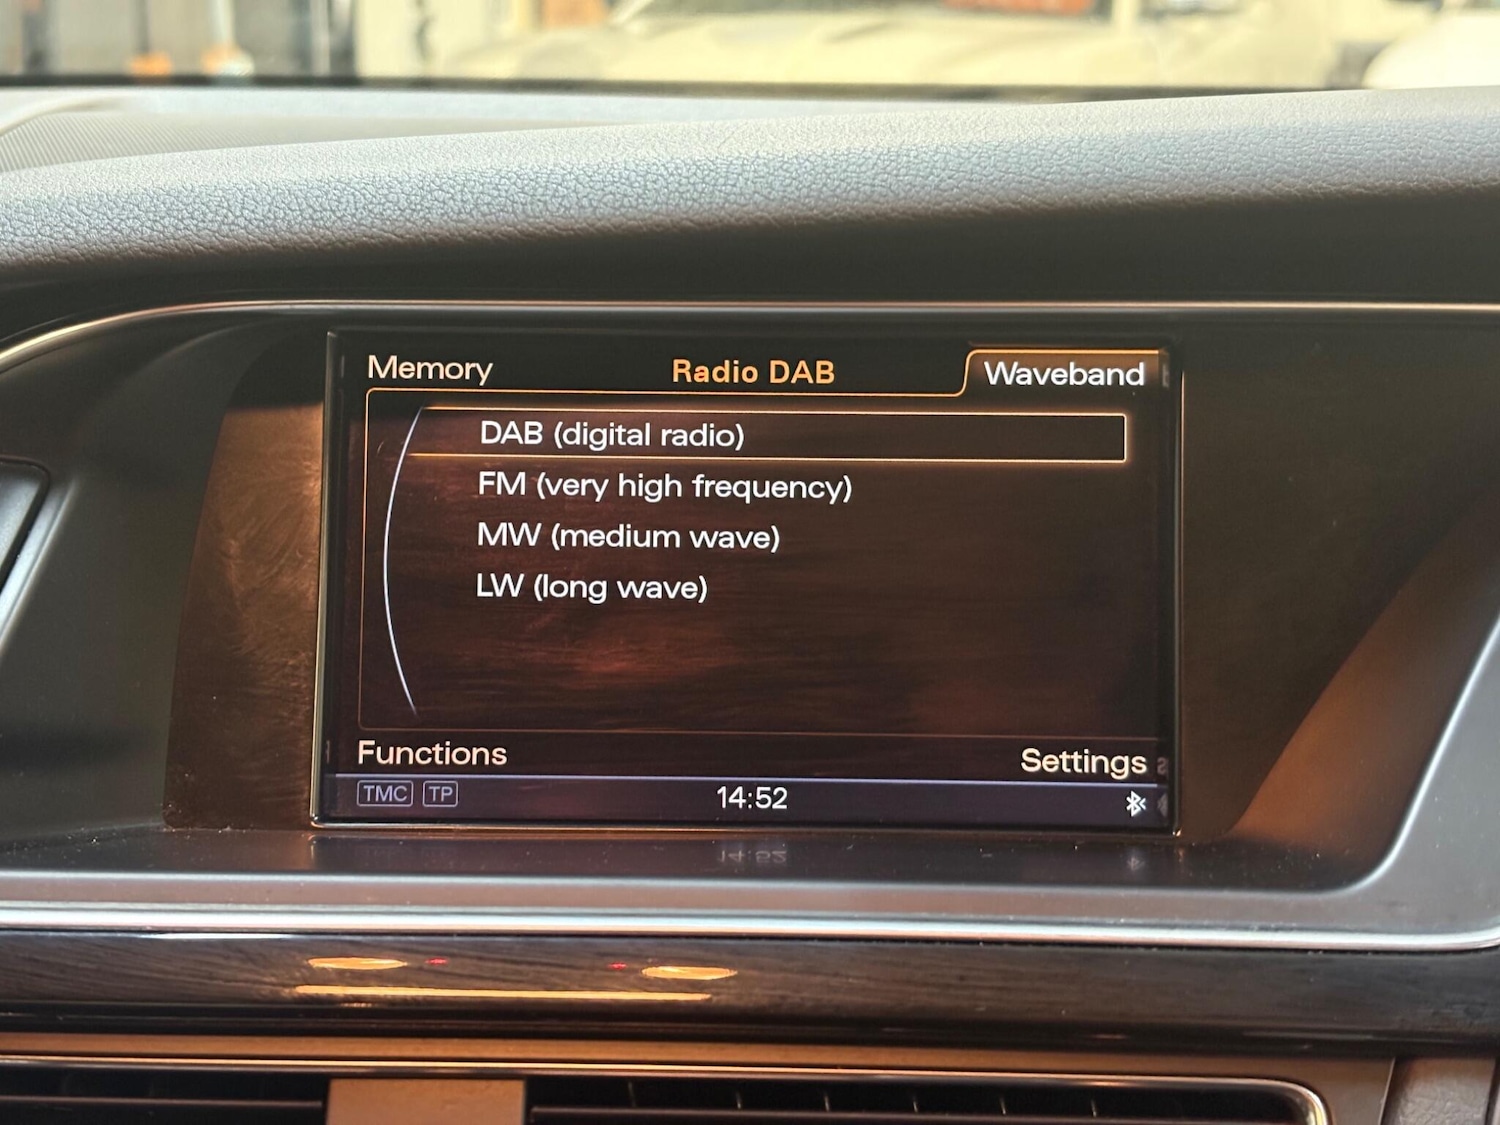 Memory Radio DAB Waveband
DAB (digital radio)
FM (very high frequency)
MW (medium wave)
LW (long wave)
Functions Settings
TMC TP 14:52